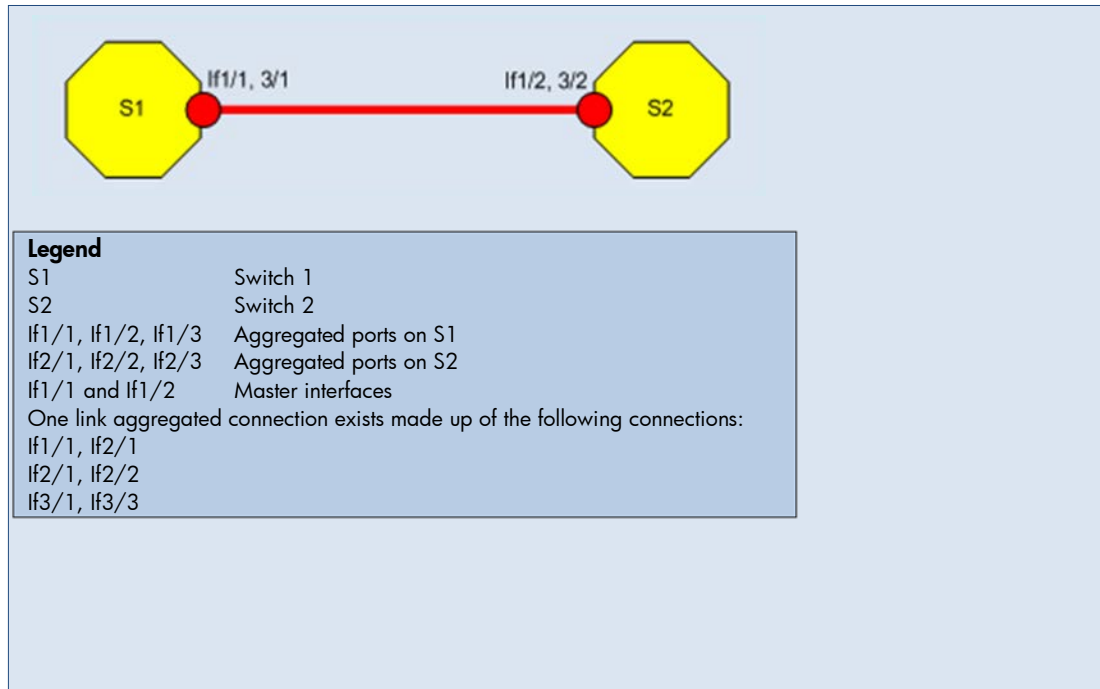 If1/1, 3/1
If1/2, 3/2
S1
S2
Legend
S1 Switch 1
S2 Switch 2
If1/1, If1/2, If1/3 Aggregated ports on S1
If2/1, If2/2, If2/3 Aggregated ports on S2
If1/1 and If1/2 Master interfaces
One link aggregated connection exists made up of the following connections:
If1/1, If2/1
If2/1, If2/2
If3/1, If3/3